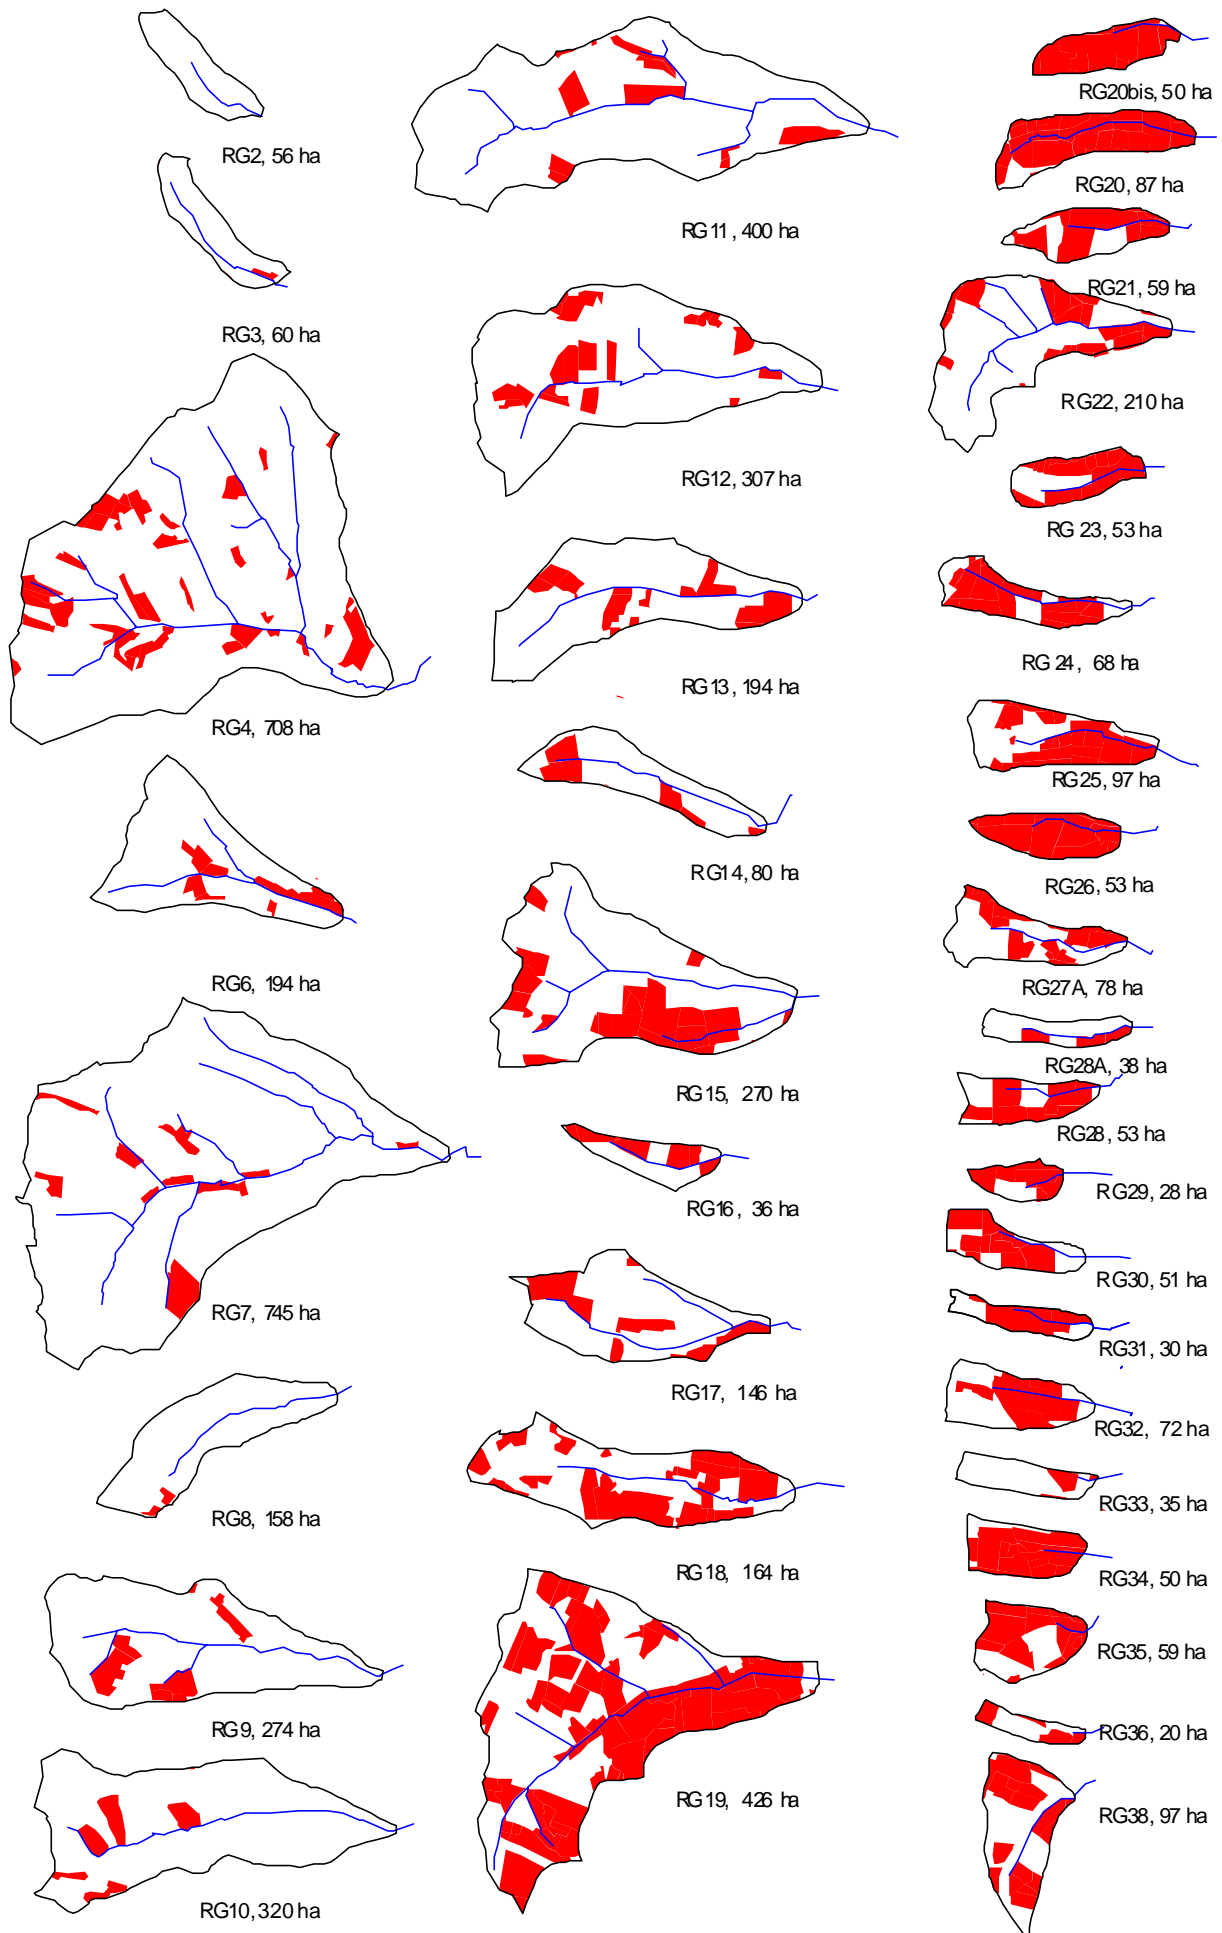 RG2, 56 ha
RG3, 60 ha
RG4, 708 ha
RG6, 194 ha
RG7, 745 ha
RG8, 158 ha
RG9, 274 ha
RG10, 320 ha
RG11, 400 ha
RG12, 307 ha
RG13, 194 ha
RG14, 80 ha
RG15, 270 ha
RG16, 36 ha
RG17, 146 ha
RG18, 164 ha
RG19, 426 ha
RG20bis, 50 ha
RG20, 87 ha
RG21, 59 ha
RG22, 210 ha
RG 23, 53 ha
RG 24, 68 ha
RG25, 97 ha
RG26, 53 ha
RG27A, 78 ha
RG28A, 38 ha
RG28, 53 ha
RG29, 28 ha
RG30, 51 ha
RG31, 30 ha
RG32, 72 ha
RG33, 35 ha
RG34, 50 ha
RG35, 59 ha
RG36, 20 ha
RG38, 97 ha